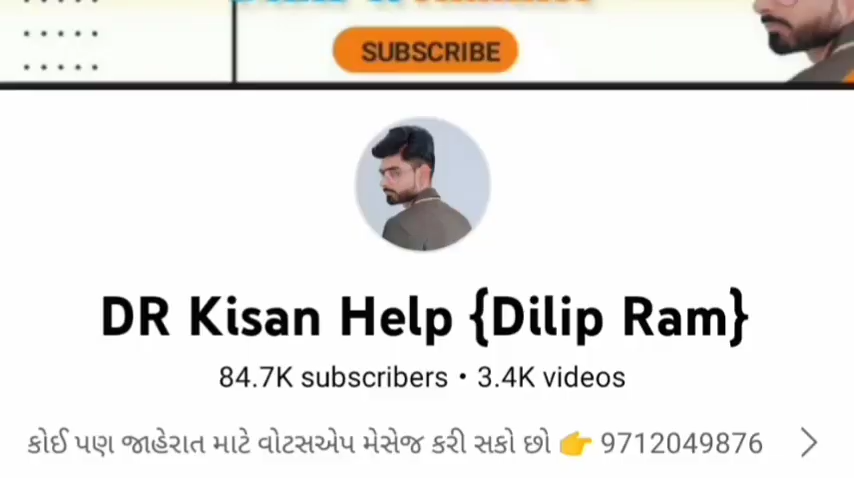 SUBSCRIBE
DR Kisan Help {Dilip Ram}
84.7K subscribers • 3.4K videos
કોઈ પણ જાહેરાત માટે વોટસએપ મેસેજ કરી સકો છો 👉 9712049876